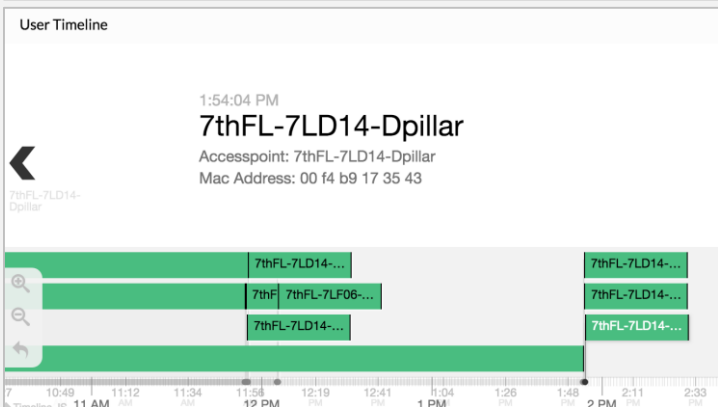 User Timeline
1:54:04 PM
7thFL-7LD14-Dpillar
Accesspoint: 7thFL-7LD14-Dpillar
Mac Address: 00 f4 b9 17 35 43
7thFL-7LD14-
Dpillar
7thFL-7LD14-... 7thFL-7LD14-...
7thF 7thFL-7LF06-... 7thFL-7LD14-...
7thFL-7LD14-... 7thFL-7LD14-...
7 10:49 11:12 11:34 11:56 12:19 12:41 1:04 1:26 1:48 2:11 2:33
AM AM PM PM PM PM PM PM
Timeline JS 11 AM 12 PM 1 PM 2 PM